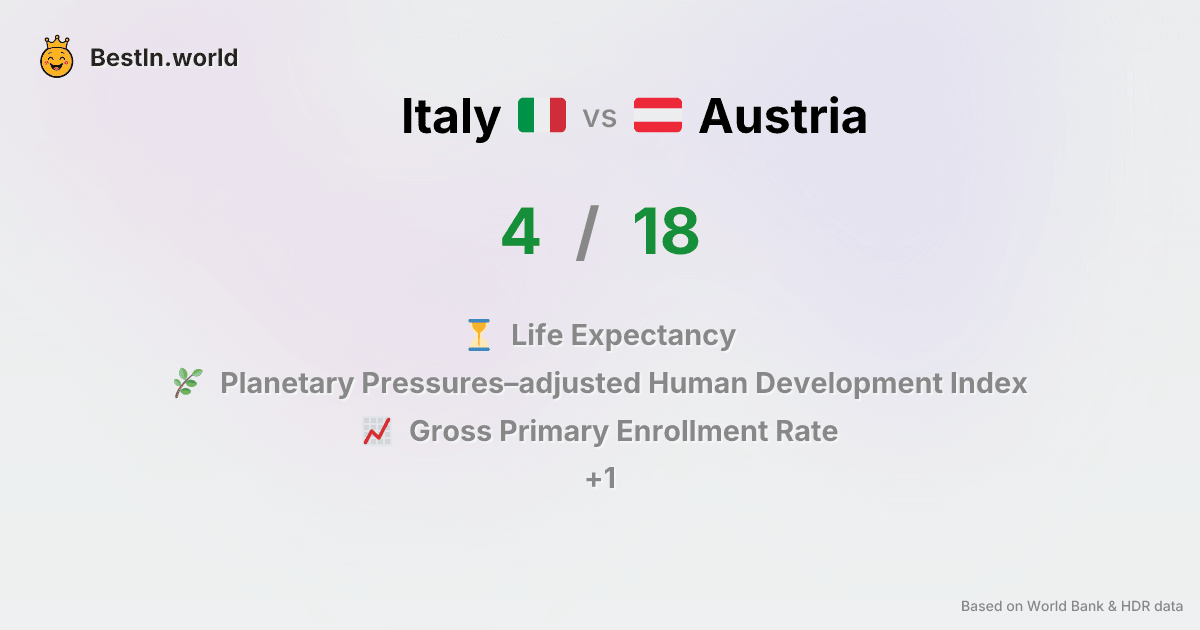 BestIn.world
Italy vs Austria
4 / 18
Life Expectancy
Planetary Pressures–adjusted Human Development Index
Gross Primary Enrollment Rate
+1
Based on World Bank & HDR data